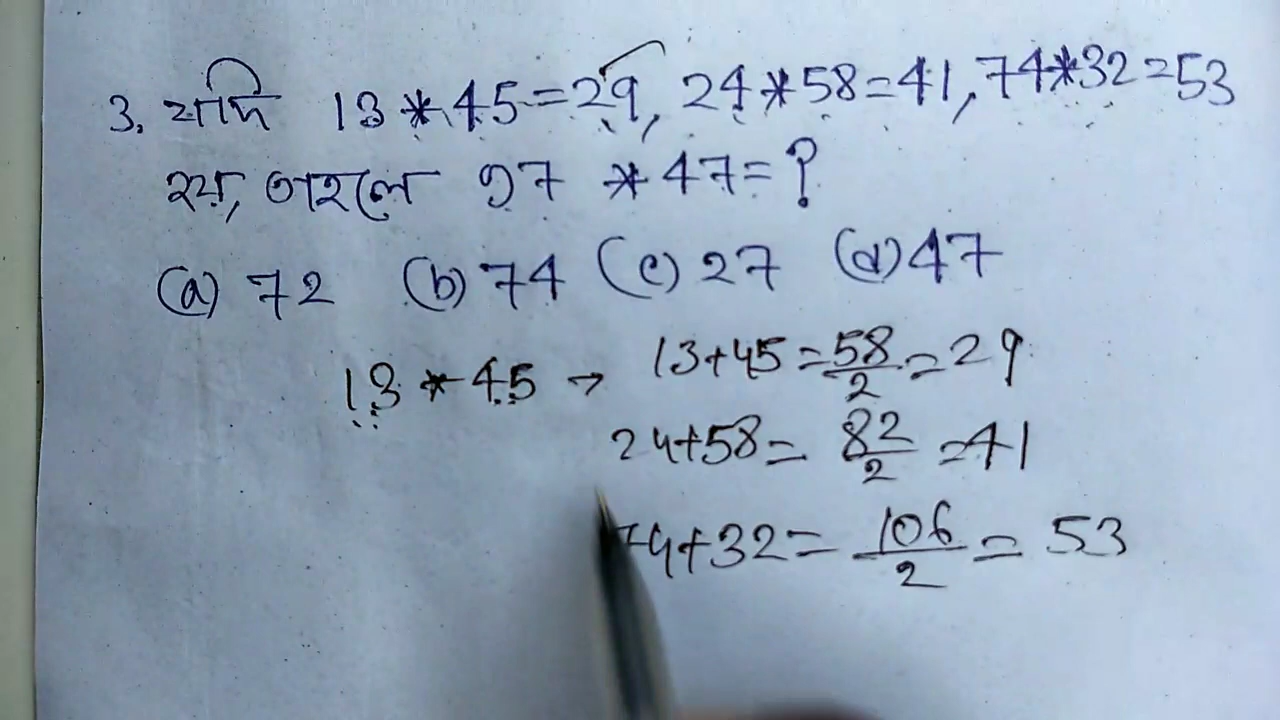 3. যদি 13 * 45 = 29, 24 * 58 = 41, 74 * 32 = 53
হয়, তাহলে 97 * 47 = ?
(a) 72 (b) 74 (c) 27 (d) 47
13 * 45 → 13+45 = 58/2 = 29
24+58 = 82/2 = 41
74+32 = 106/2 = 53